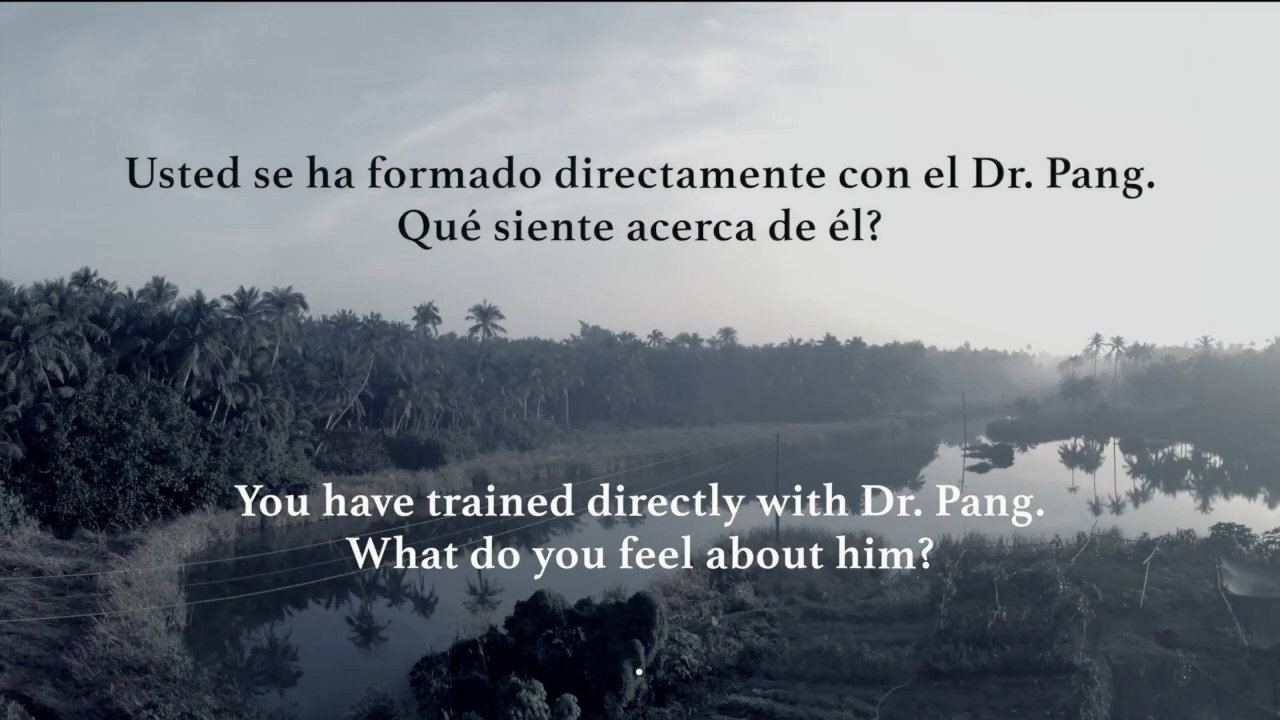 Usted se ha formado directamente con el Dr. Pang.
Qué siente acerca de él?
You have trained directly with Dr. Pang.
What do you feel about him?